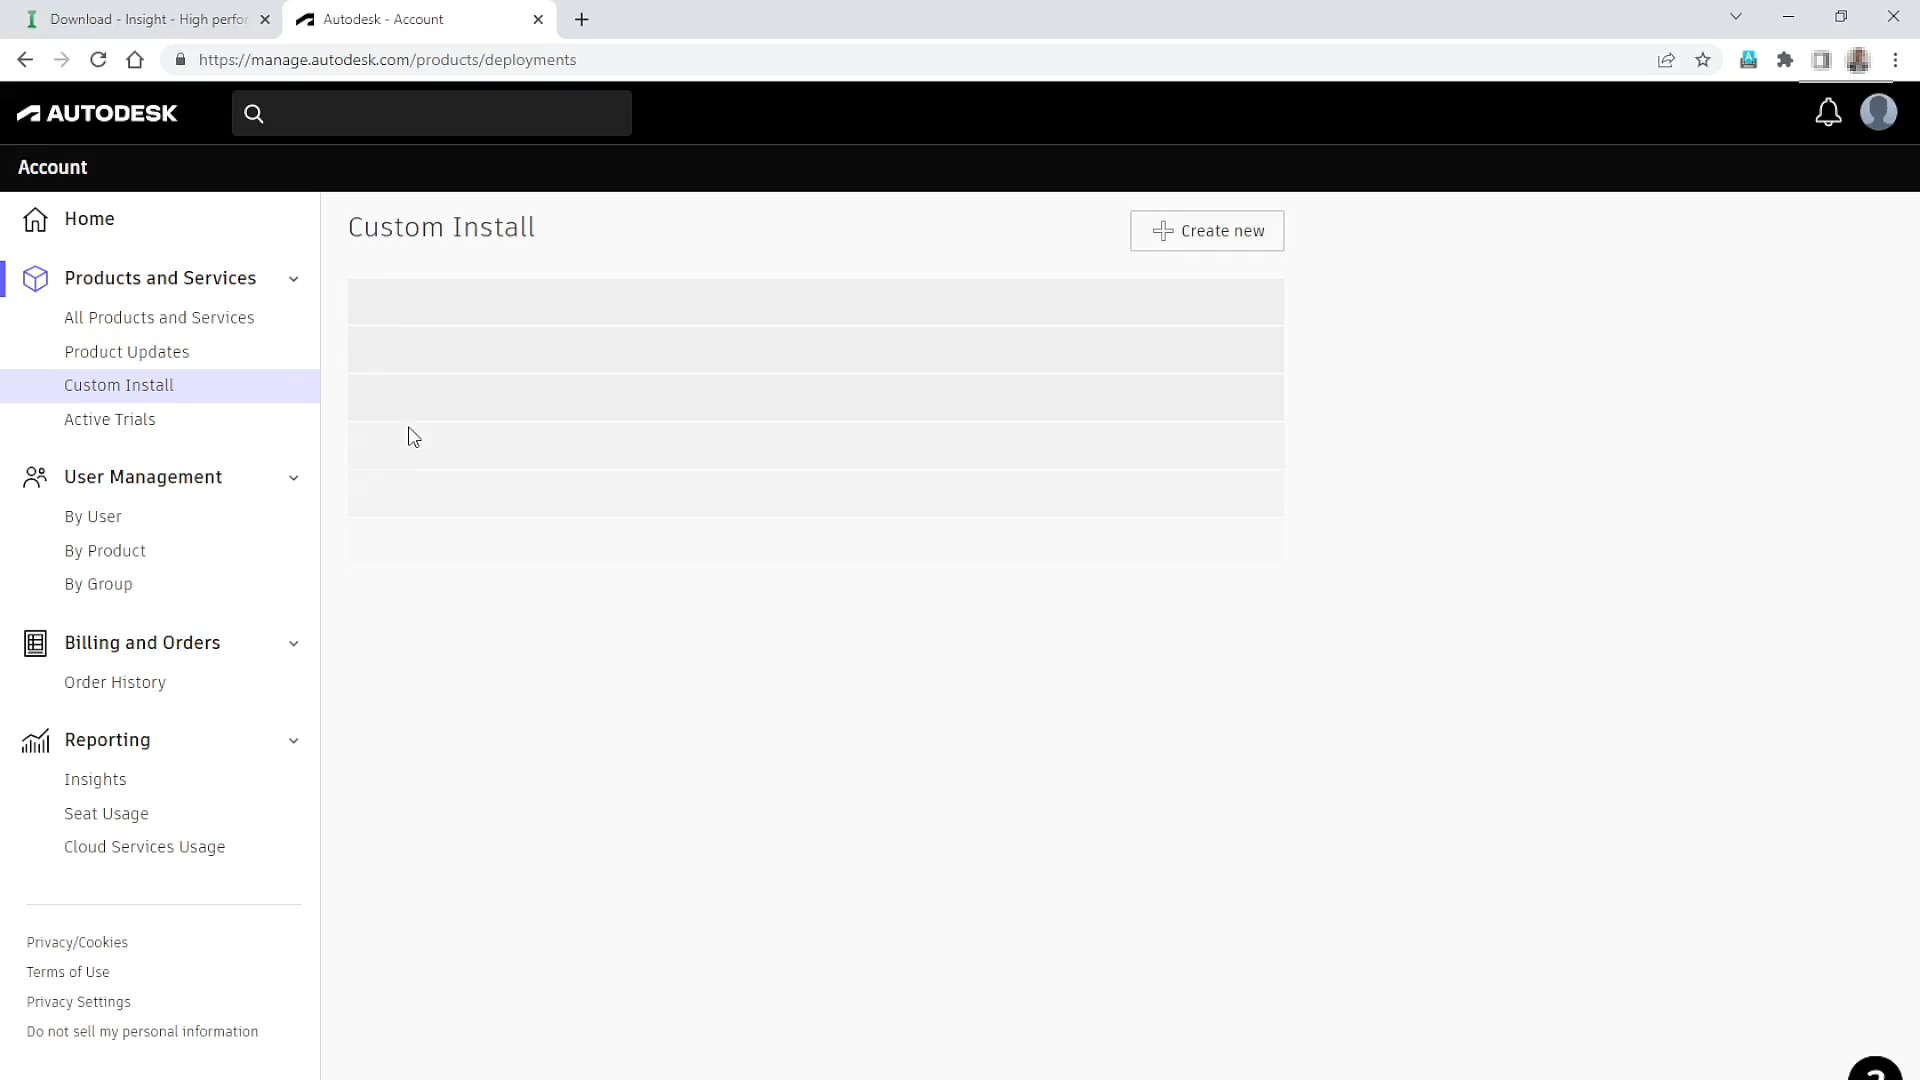 Download - Insight - High perfo
Autodesk - Account
https://manage.autodesk.com/products/deployments
AUTODESK
Account
Home
Products and Services
All Products and Services
Product Updates
Custom Install
Active Trials
User Management
By User
By Product
By Group
Billing and Orders
Order History
Reporting
Insights
Seat Usage
Cloud Services Usage
Privacy/Cookies
Terms of Use
Privacy Settings
Do not sell my personal information
Custom Install
Create new
?